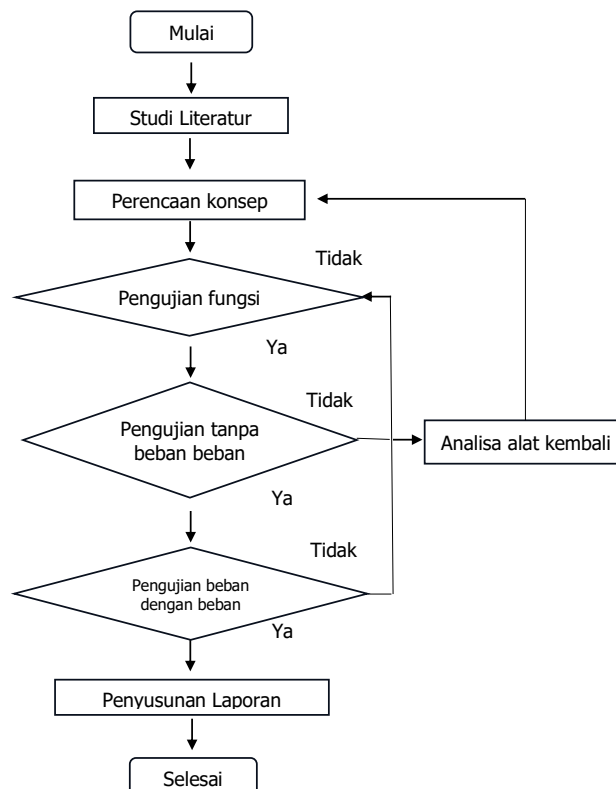 Mulai
Studi Literatur
Perencaan konsep
Tidak
Pengujian fungsi
Ya
Tidak
Pengujian tanpa
beban beban
Analisa alat kembali
Ya
Tidak
Pengujian beban
dengan beban
Ya
Penyusunan Laporan
Selesai